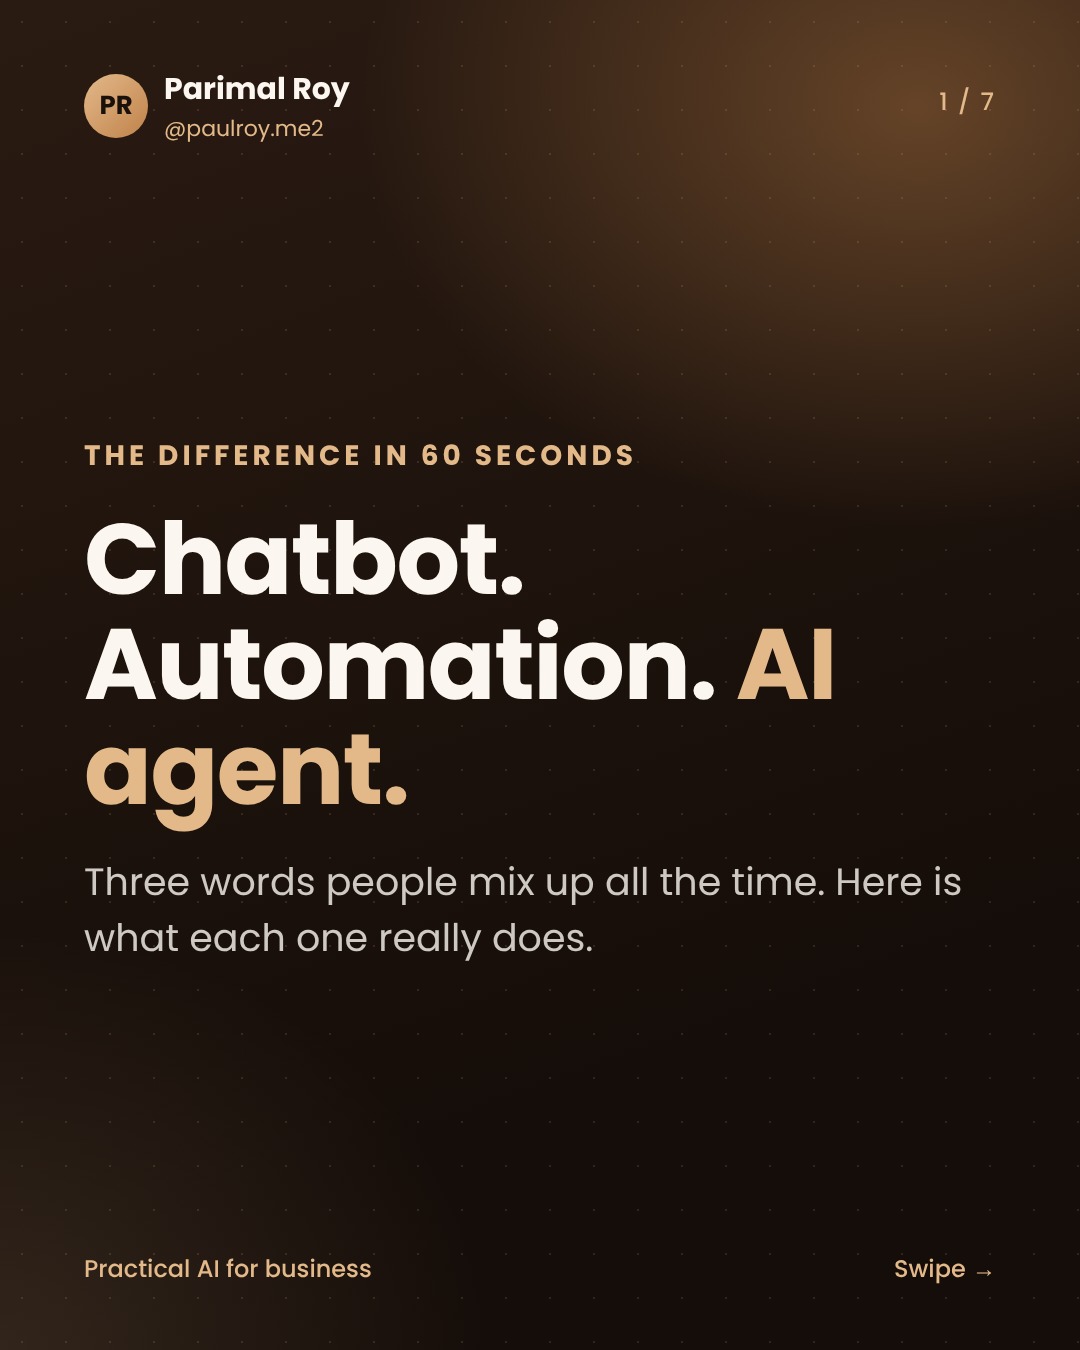 PR
Parimal Roy
@paulroy.me2
1 / 7
THE DIFFERENCE IN 60 SECONDS
Chatbot.
Automation. AI
agent.
Three words people mix up all the time. Here is
what each one really does.
Practical AI for business
Swipe →